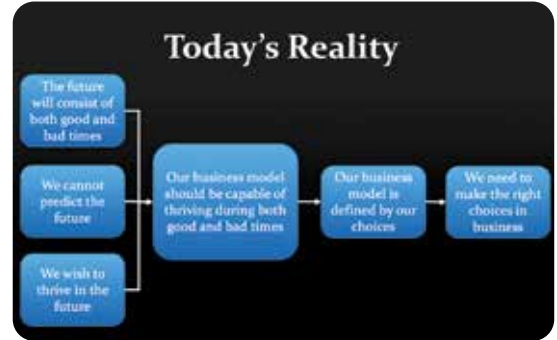 Today's Reality
The future
will consist of
both good and
bad times
We cannot
predict the
future
We wish to
thrive in the
future
Our business model
should be capable of
thriving during both
good and bad times
Our business
model is
defined by our
choices
We need to
make the right
choices in
business